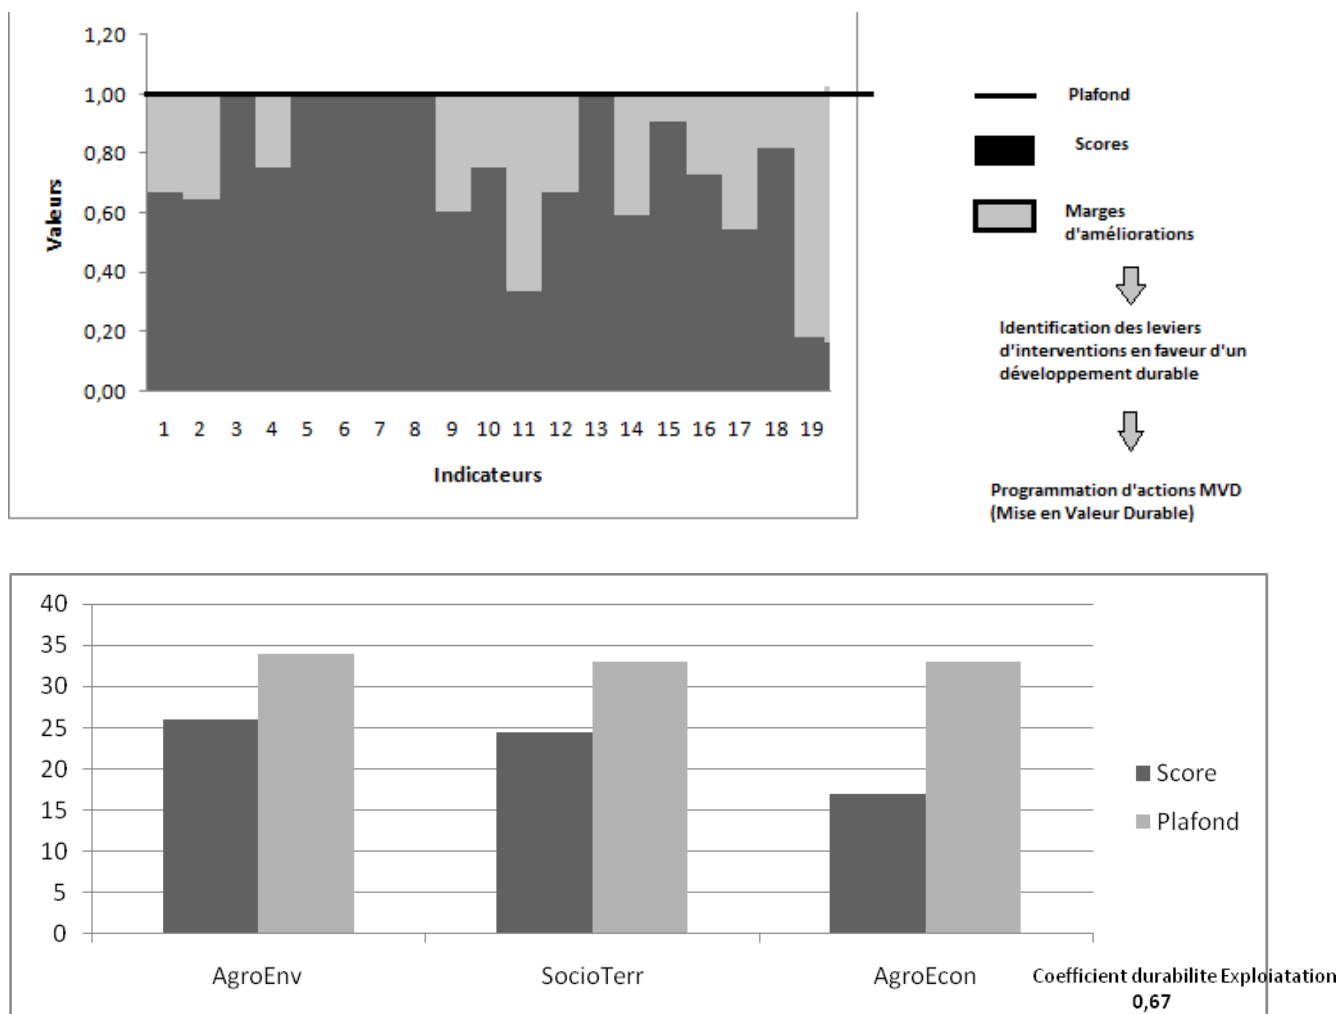 1,20
1,00
0,80
0,60
0,40
0,20
0,00
Valeurs
1 2 3 4 5 6 7 8 9 10 11 12 13 14 15 16 17 18 19
Indicateurs
Plafond
Scores
Marges
d'améliorations
Identification des leviers
d'interventions en faveur d'un
développement durable
Programmation d'actions MVD
(Mise en Valeur Durable)
40
35
30
25
20
15
10
5
0
AgroEnv SocioTerr AgroEcon
Score
Plafond
Coefficient durabilite Exploiatation
0,67